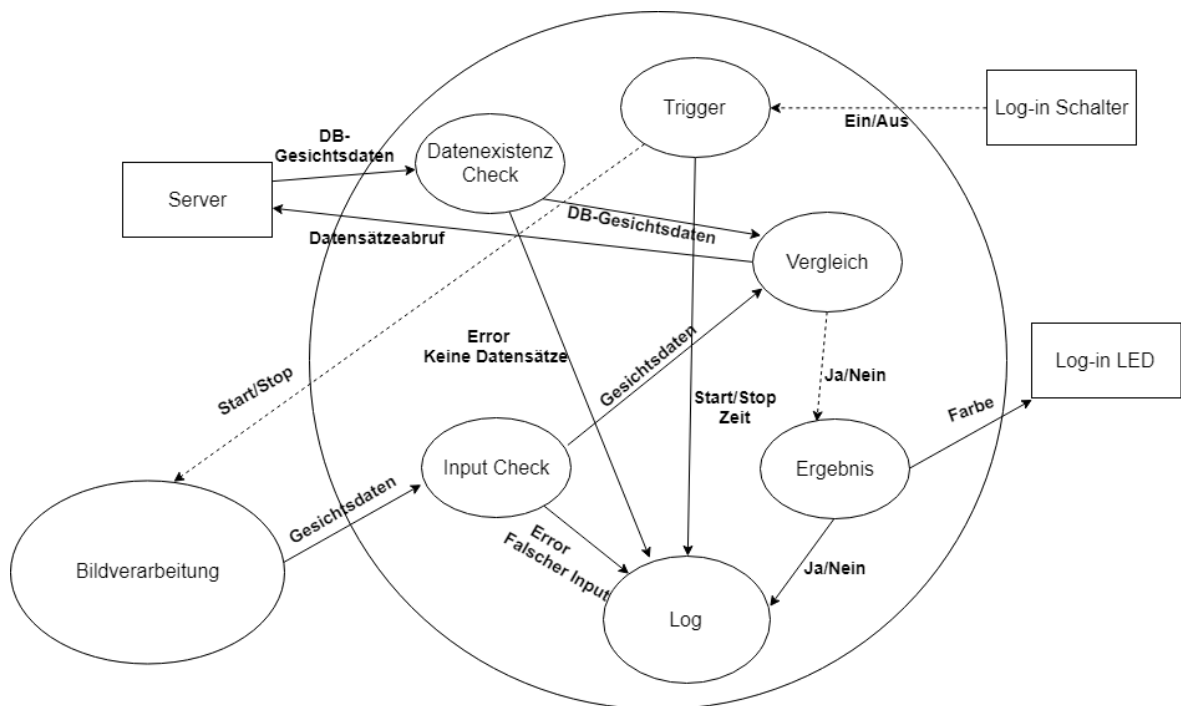 Trigger
Log-in Schalter
Ein/Aus
DB-
Gesichtsdaten
Datenexistenz
Check
Server
DB-Gesichtsdaten
Datensätzeabruf
Vergleich
Error
Keine Datensätze
Gesichtsdaten
Start/Stop
Start/Stop
Zeit
Ja/Nein
Log-in LED
Farbe
Input Check
Ergebnis
Gesichtsdaten
Bildverarbeitung
Error
Falscher Input
Ja/Nein
Log